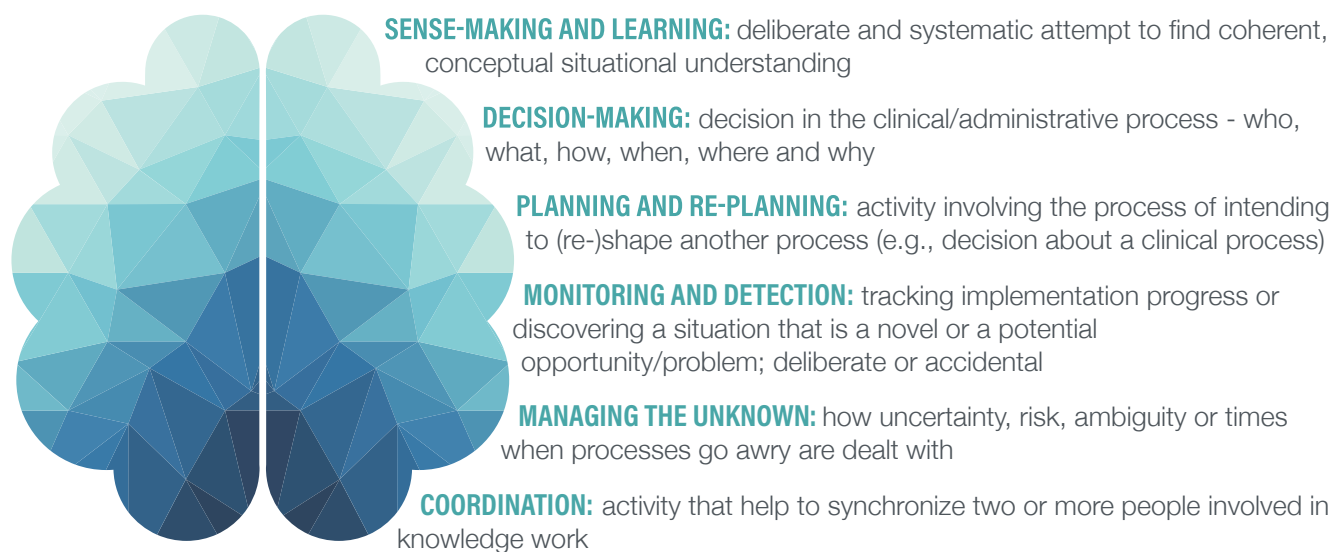 SENSE-MAKING AND LEARNING: deliberate and systematic attempt to find coherent,
conceptual situational understanding
DECISION-MAKING: decision in the clinical/administrative process - who,
what, how, when, where and why
PLANNING AND RE-PLANNING: activity involving the process of intending
to (re-)shape another process (e.g., decision about a clinical process)
MONITORING AND DETECTION: tracking implementation progress or
discovering a situation that is a novel or a potential
opportunity/problem; deliberate or accidental
MANAGING THE UNKNOWN: how uncertainty, risk, ambiguity or times
when processes go awry are dealt with
COORDINATION: activity that help to synchronize two or more people involved in
knowledge work